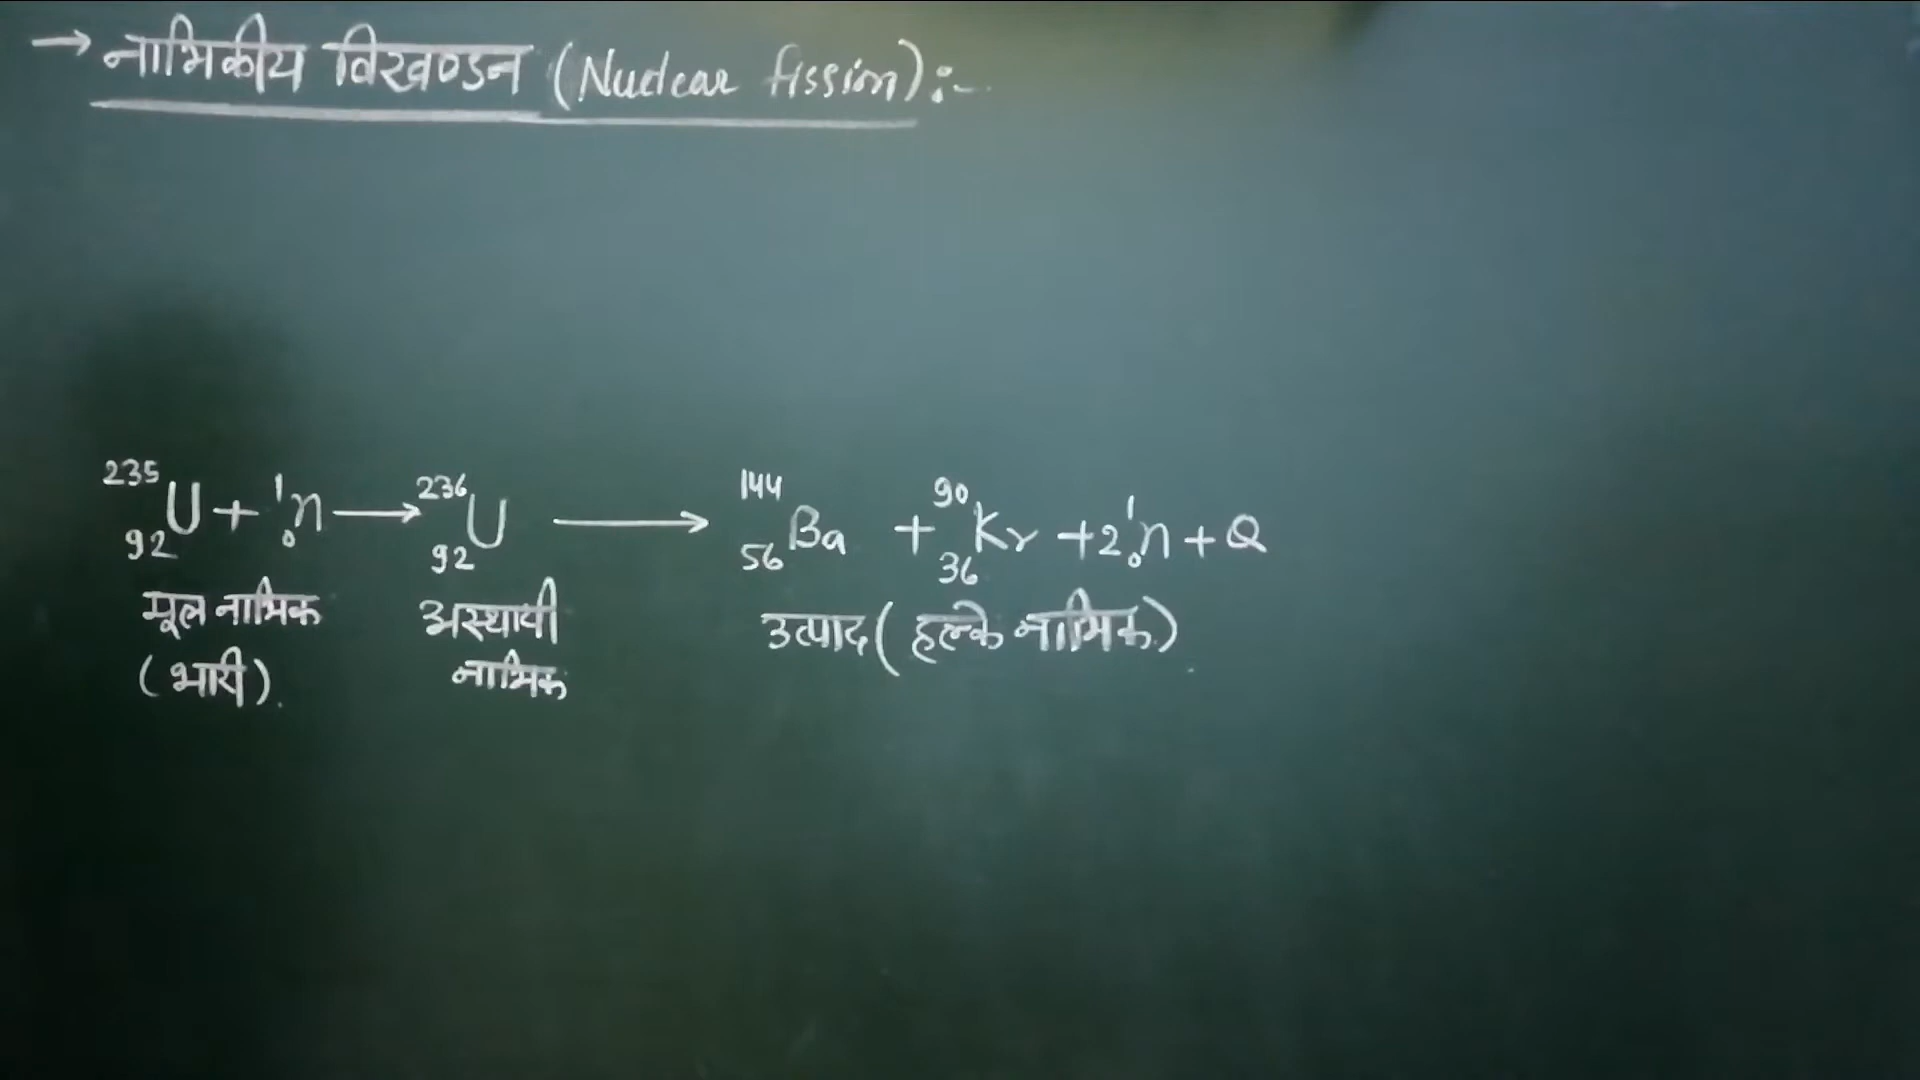 → नाभिकीय विखण्डन (Nuclear fission):-
²³⁵₉₂U + ¹₀n ⟶ ²³⁶₉₂U ⟶ ¹⁴⁴₅₆Ba + ⁹⁰₃₆Kr + 2¹₀n + Q
मूल नाभिक अस्थायी उत्पाद (हल्के नाभिक)
(भारी) नाभिक